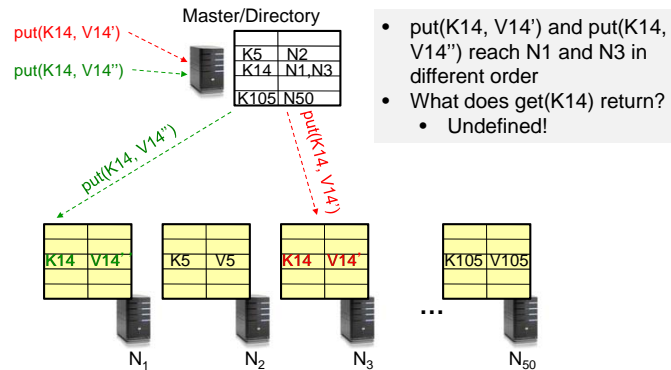 Master/Directory
put(K14, V14')
put(K14, V14'')
K5 N2
K14 N1,N3
K105 N50
• put(K14, V14') and put(K14,
V14'') reach N1 and N3 in
different order
• What does get(K14) return?
• Undefined!
put(K14, V14'')
put(K14, V14')
K14 V14''
K5 V5
K14 V14'
K105 V105
...
N1
N2
N3
N50